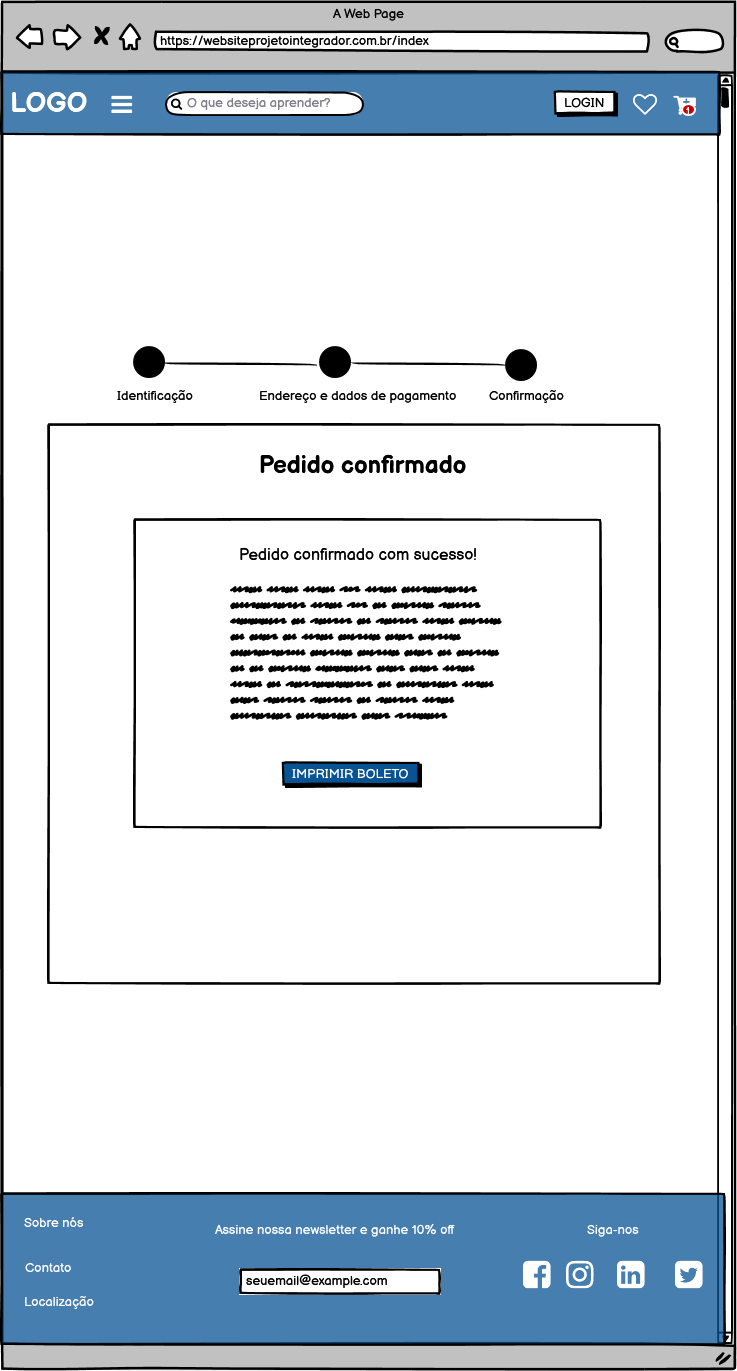 A Web Page
https://websiteprojetointegrador.com.br/index
LOGO
O que deseja aprender?
LOGIN
1
Identificação
Endereço e dados de pagamento
Confirmação
Pedido confirmado
Pedido confirmado com sucesso!
IMPRIMIR BOLETO
Sobre nós
Contato
Localização
Assine nossa newsletter e ganhe 10% off
seuemail@example.com
Siga-nos